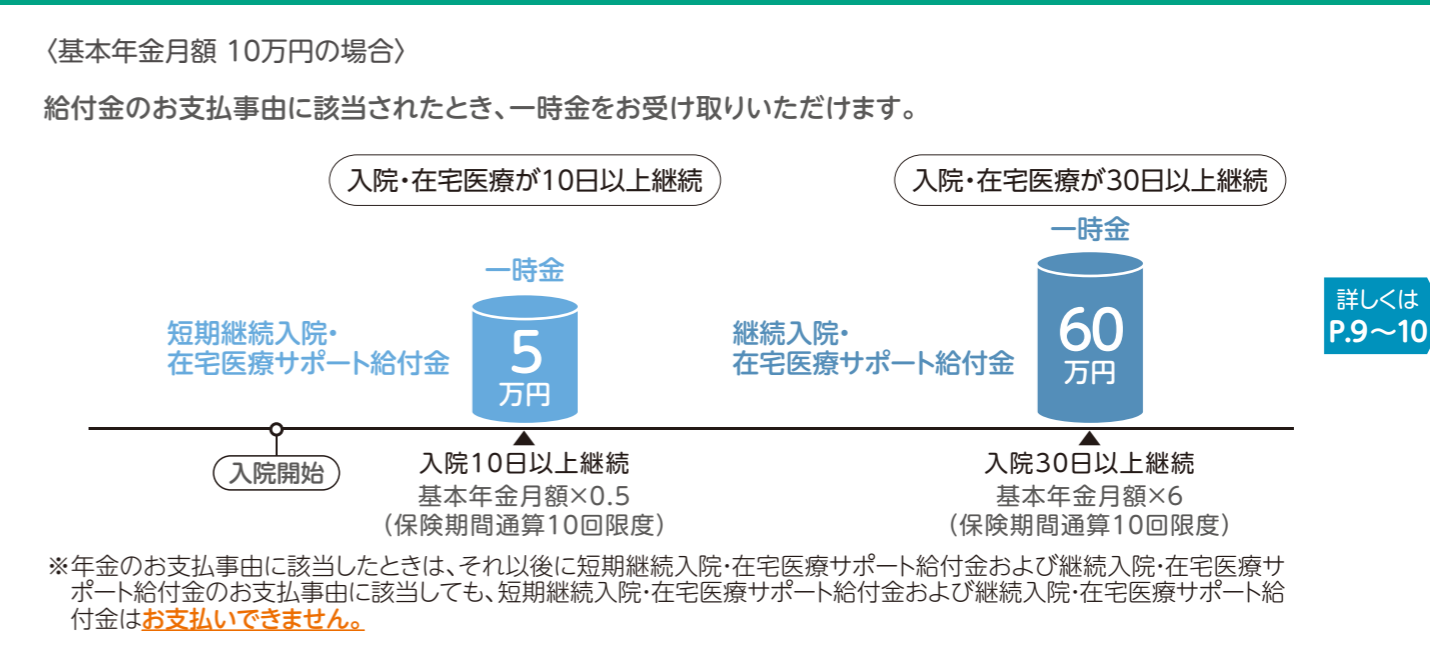 〈基本年金月額 10万円の場合〉
給付金のお支払事由に該当されたとき、一時金をお受け取りいただけます。
入院・在宅医療が10日以上継続
入院・在宅医療が30日以上継続
一時金
一時金
短期継続入院・
在宅医療サポート給付金
5
万円
継続入院・
在宅医療サポート給付金
60
万円
詳しくは
P.9～10
入院開始
入院10日以上継続
基本年金月額×0.5
（保険期間通算10回限度）
入院30日以上継続
基本年金月額×6
（保険期間通算10回限度）
※年金のお支払事由に該当したときは、それ以後に短期継続入院・在宅医療サポート給付金および継続入院・在宅医療サ
ポート給付金のお支払事由に該当しても、短期継続入院・在宅医療サポート給付金および継続入院・在宅医療サポート給
付金はお支払いできません。